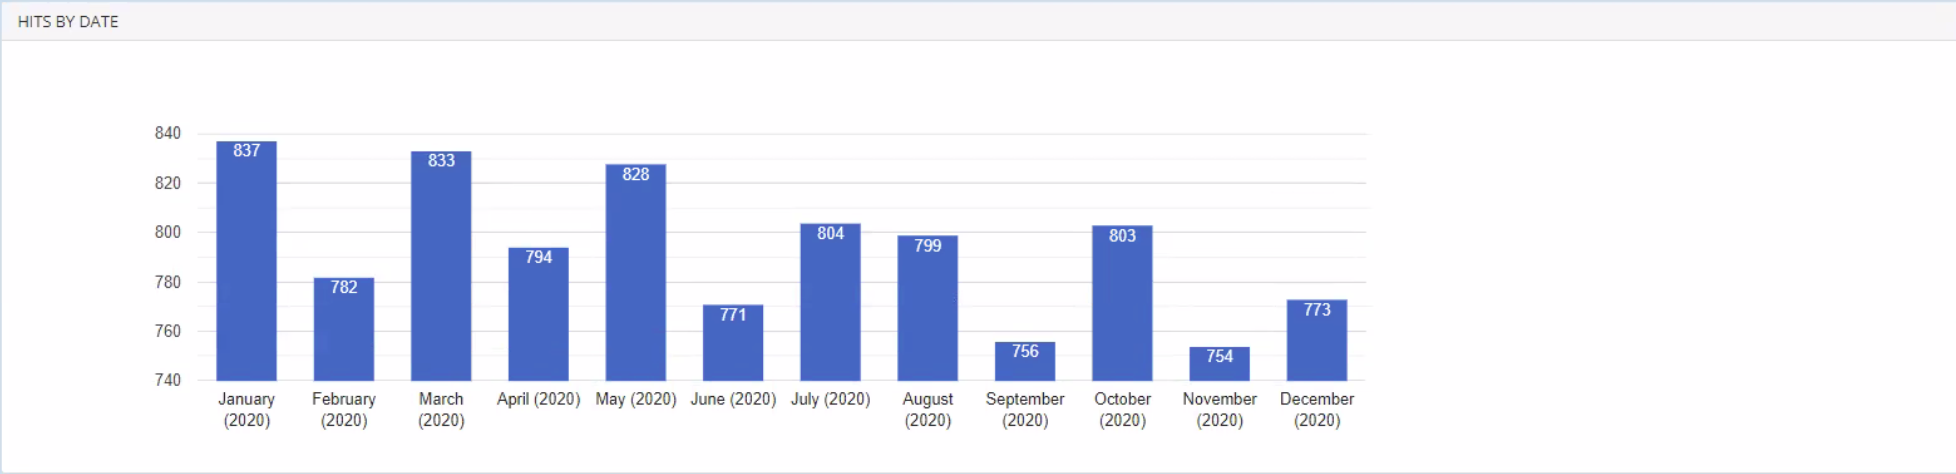 HITS BY DATE
840
820
800
780
760
740
837
782
833
794
828
771
804
799
756
803
754
773
January
(2020)
February
(2020)
March
(2020)
April (2020)
May (2020)
June (2020)
July (2020)
August
(2020)
September
(2020)
October
(2020)
November
(2020)
December
(2020)